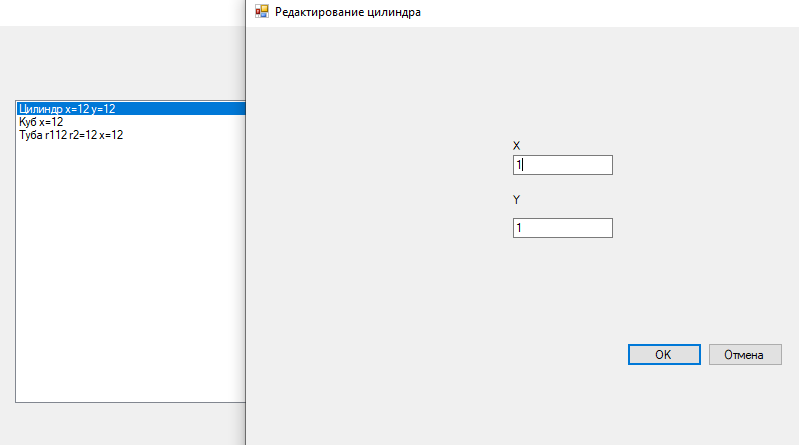 Редактирование цилиндра
Цилиндр x=12 y=12
Куб x=12
Туба r112 r2=12 x=12
X
1
Y
1
OK
Отмена